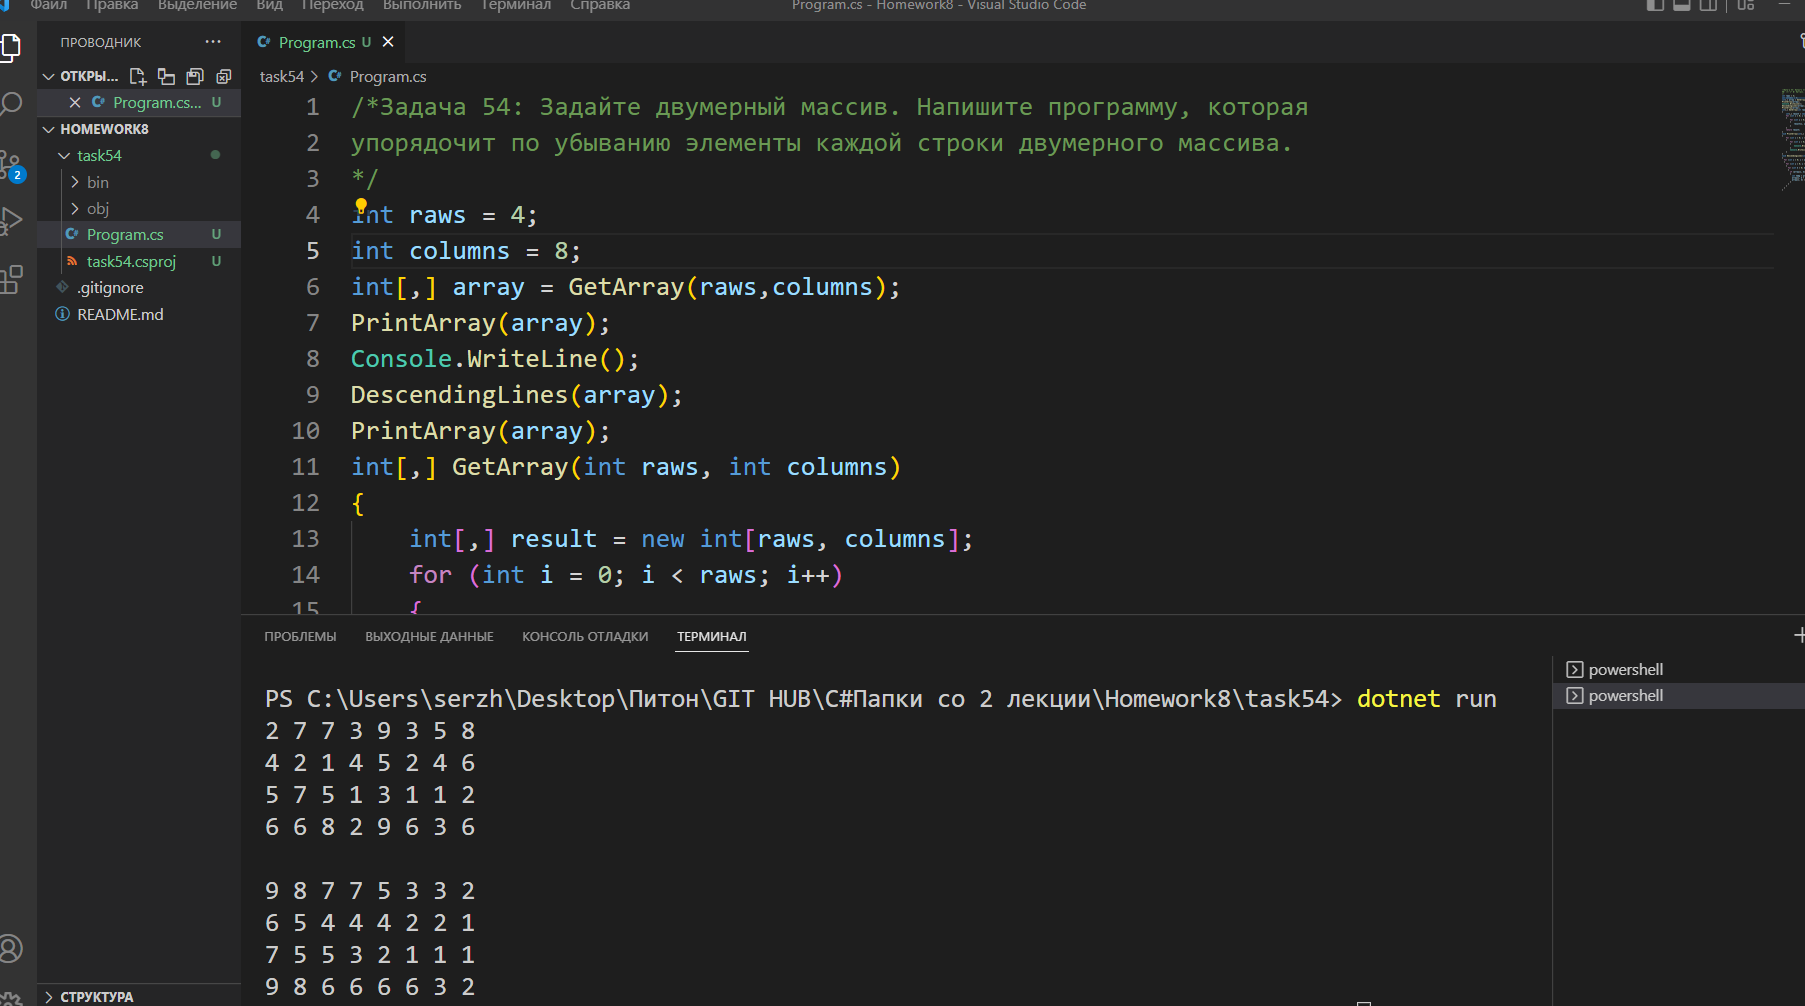 Файл Правка Выделение Вид Переход Выполнить Терминал Справка
Program.cs - Homework8 - Visual Studio Code
ПРОВОДНИК
ОТКРЫ...
Program.cs... U
HOMEWORK8
task54
bin
obj
Program.cs U
task54.csproj U
.gitignore
README.md
2
СТРУКТУРА
Program.cs U
task54 > Program.cs
1 /*Задача 54: Задайте двумерный массив. Напишите программу, которая
2 упорядочит по убыванию элементы каждой строки двумерного массива.
3 */
4 int raws = 4;
5 int columns = 8;
6 int[,] array = GetArray(raws,columns);
7 PrintArray(array);
8 Console.WriteLine();
9 DescendingLines(array);
10 PrintArray(array);
11 int[,] GetArray(int raws, int columns)
12 {
13 int[,] result = new int[raws, columns];
14 for (int i = 0; i < raws; i++)
15 {
ПРОБЛЕМЫ ВЫХОДНЫЕ ДАННЫЕ КОНСОЛЬ ОТЛАДКИ ТЕРМИНАЛ
PS C:\Users\serzh\Desktop\Питон\GIT HUB\C#Папки со 2 лекции\Homework8\task54> dotnet run
2 7 7 3 9 3 5 8
4 2 1 4 5 2 4 6
5 7 5 1 3 1 1 2
6 6 8 2 9 6 3 6
9 8 7 7 5 3 3 2
6 5 4 4 4 2 2 1
7 5 5 3 2 1 1 1
9 8 6 6 6 6 3 2
powershell
powershell